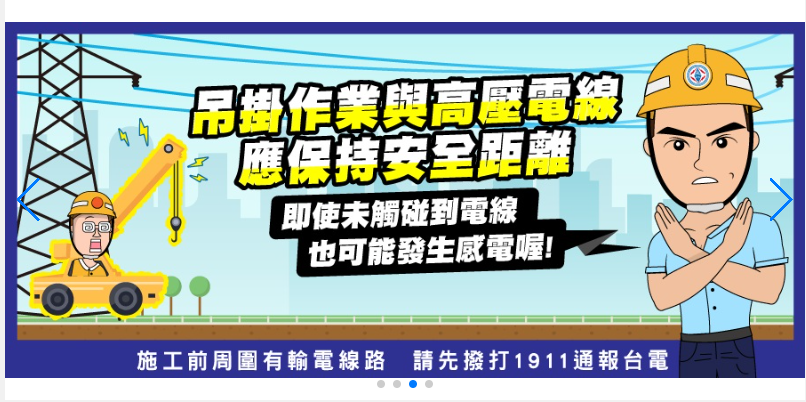 吊掛作業與高壓電線
應保持安全距離
即使未觸碰到電線
也可能發生感電喔!
施工前周圍有輸電線路 請先撥打1911通報台電